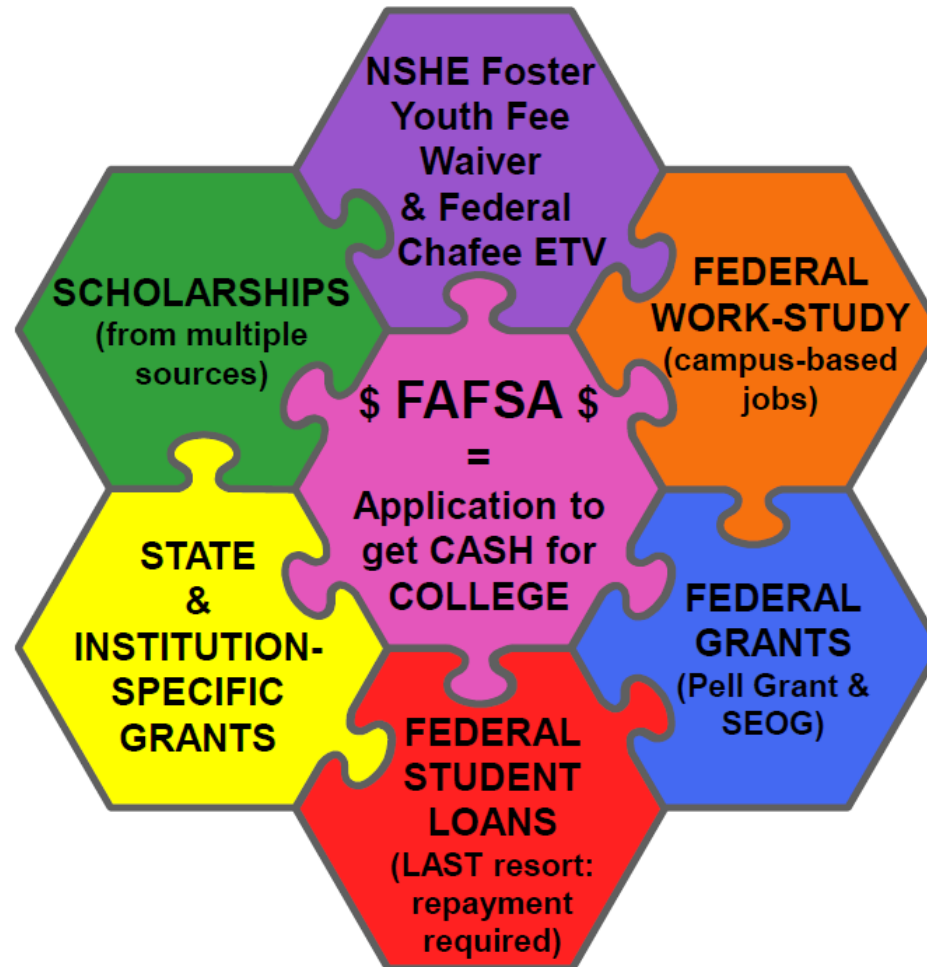 NSHE Foster
Youth Fee
Waiver
& Federal
Chafee ETV
SCHOLARSHIPS
(from multiple
sources)
FEDERAL
WORK-STUDY
(campus-based
jobs)
$ FAFSA $
=
Application to
get CASH for
COLLEGE
STATE
&
INSTITUTION-
SPECIFIC
GRANTS
FEDERAL
GRANTS
(Pell Grant &
SEOG)
FEDERAL
STUDENT
LOANS
(LAST resort:
repayment
required)